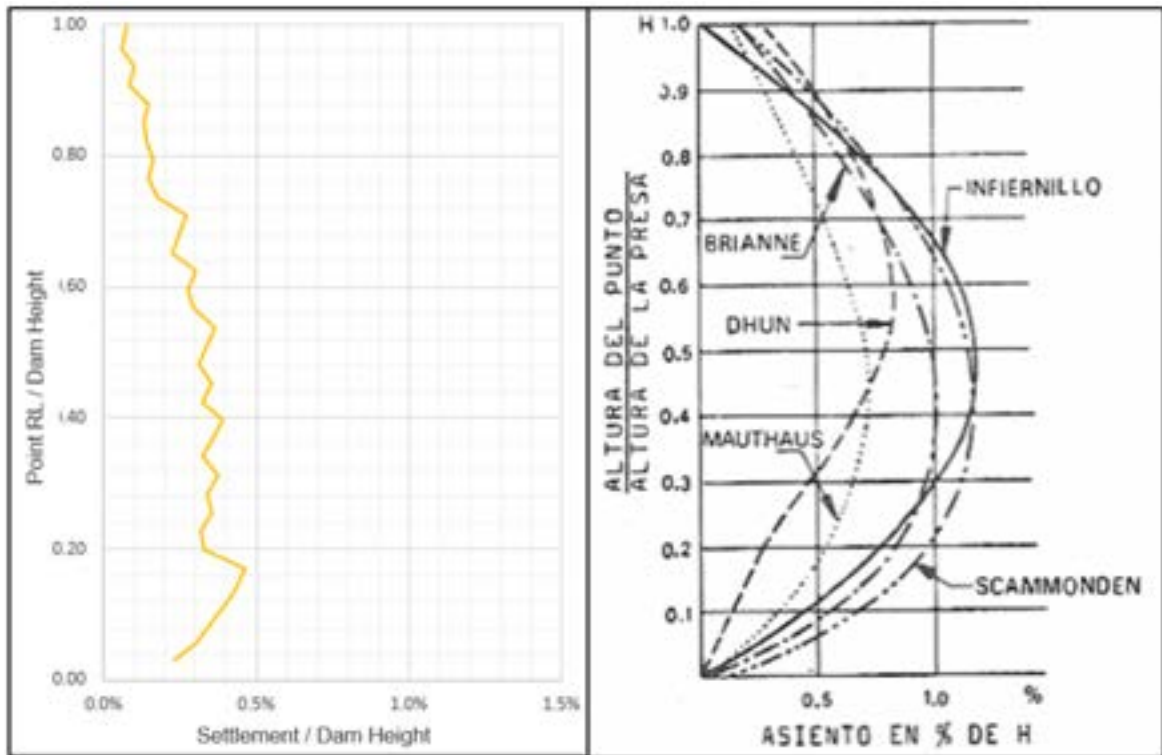 1.00
0.80
.60
.40
0.20
0.00
0.0%
0.5%
1.0%
1.5%
Point RL / Dam Height
Settlement / Dam Height
H 1.0
0.9
0.8
0.7
0.6
0.5
0.4
0.3
0.2
0.1
ALTURA DEL PUNTO
ALTURA DE LA PRESA
INFIERNILLO
BRIANNE
DHUN
MAUTHAUS
SCAMMONDEN
0.5
1.0
%
ASIENTO EN % DE H